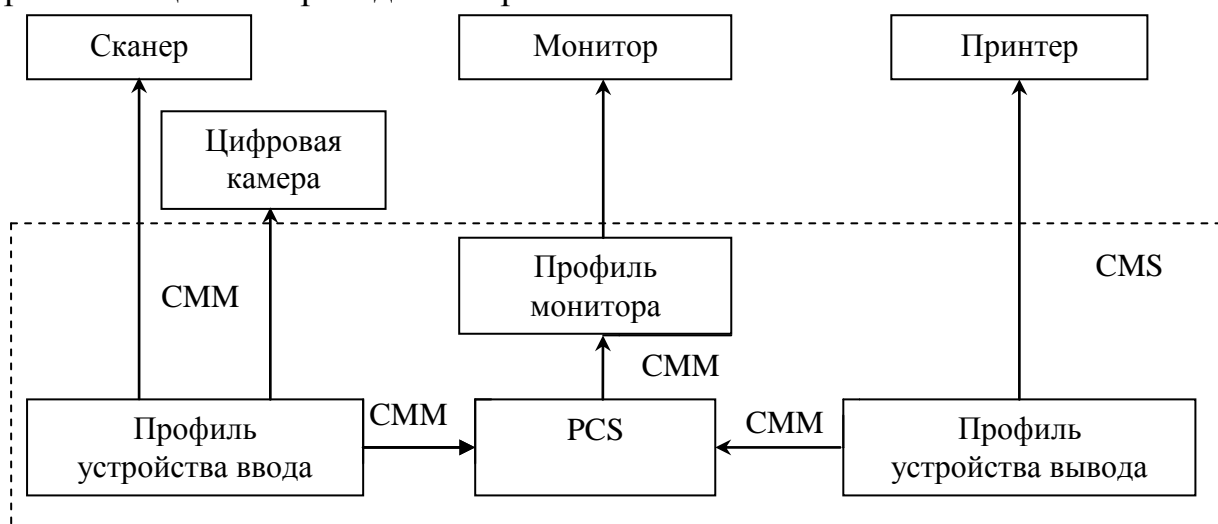 Сканер
Монитор
Принтер
Цифровая
камера
CMS
Профиль
монитора
CMM
CMM
Профиль
устройства ввода
CMM
PCS
CMM
Профиль
устройства вывода